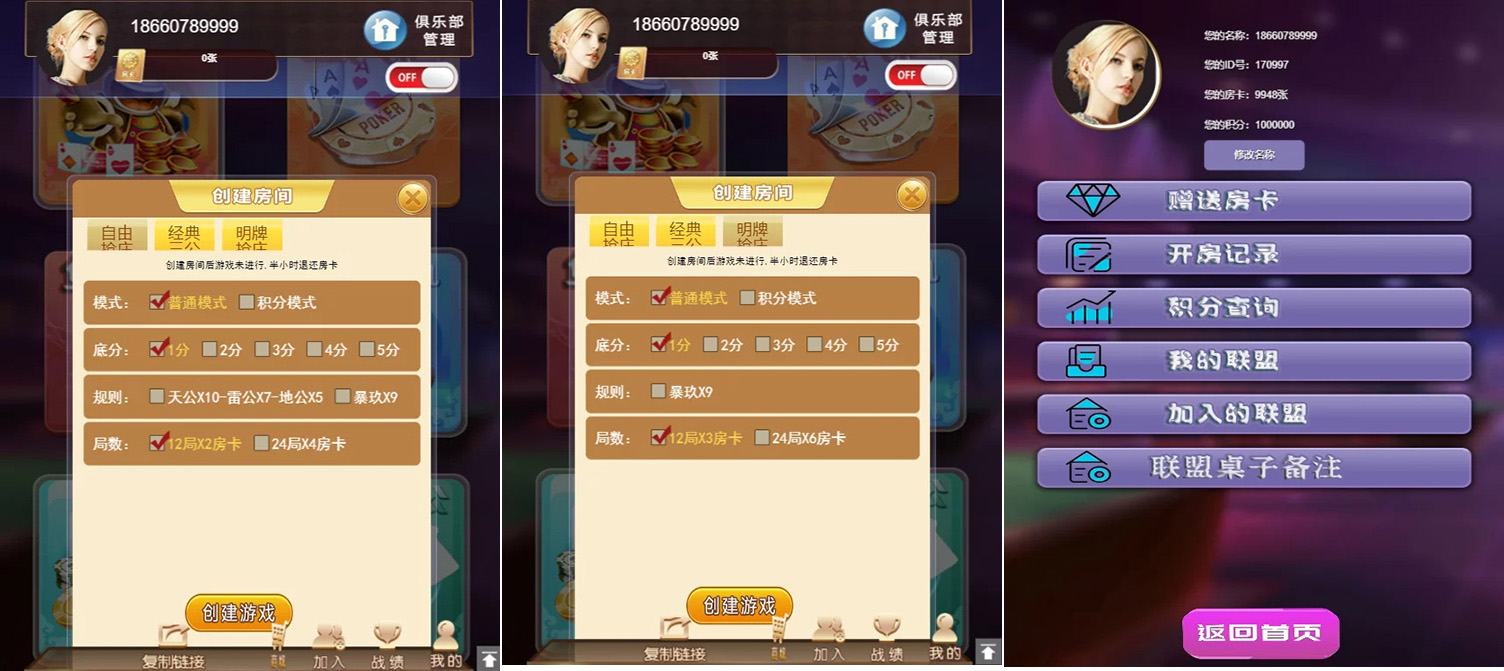 18660789999
俱乐部
管理
0张
OFF
POKER
创建房间
自由
抢庄
经典
三公
明牌
抢庄
创建房间后游戏未进行, 半小时退还房卡
模式： 普通模式 积分模式
底分： 1分 2分 3分 4分 5分
规则： 天公X10-雷公X7-地公X5 暴玖X9
局数： 12局X2房卡 24局X4房卡
创建游戏
复制链接 商城 加入 战绩 我的
18660789999
俱乐部
管理
0张
OFF
POKER
创建房间
自由
抢庄
经典
三公
明牌
抢庄
创建房间后游戏未进行, 半小时退还房卡
模式： 普通模式 积分模式
底分： 1分 2分 3分 4分 5分
规则： 暴玖X9
局数： 12局X3房卡 24局X6房卡
创建游戏
复制链接 商城 加入 战绩 我的
您的名称： 18660789999
您的ID号： 170997
您的房卡： 9948张
您的积分： 1000000
修改名称
赠送房卡
开房记录
积分查询
我的联盟
加入的联盟
联盟桌子备注
返回首页